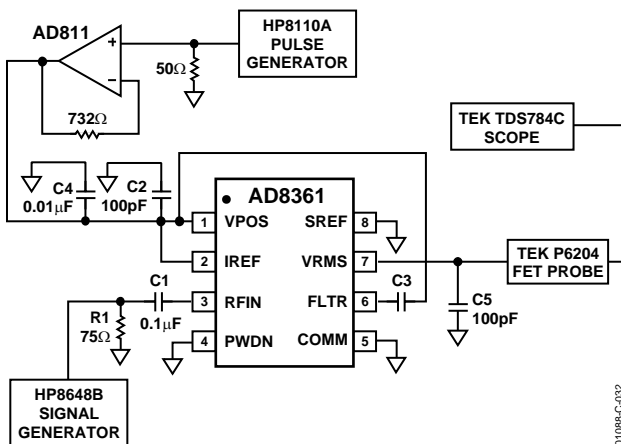 AD811
+
–
HP8110A
PULSE
GENERATOR
50Ω
732Ω
TEK TDS784C
SCOPE
C4
0.01μF
C2
100pF
AD8361
1 VPOS SREF 8
2 IREF VRMS 7
3 RFIN FLTR 6
4 PWDN COMM 5
C1
0.1μF
R1
75Ω
C3
TEK P6204
FET PROBE
C5
100pF
HP8648B
SIGNAL
GENERATOR
01088-C-032